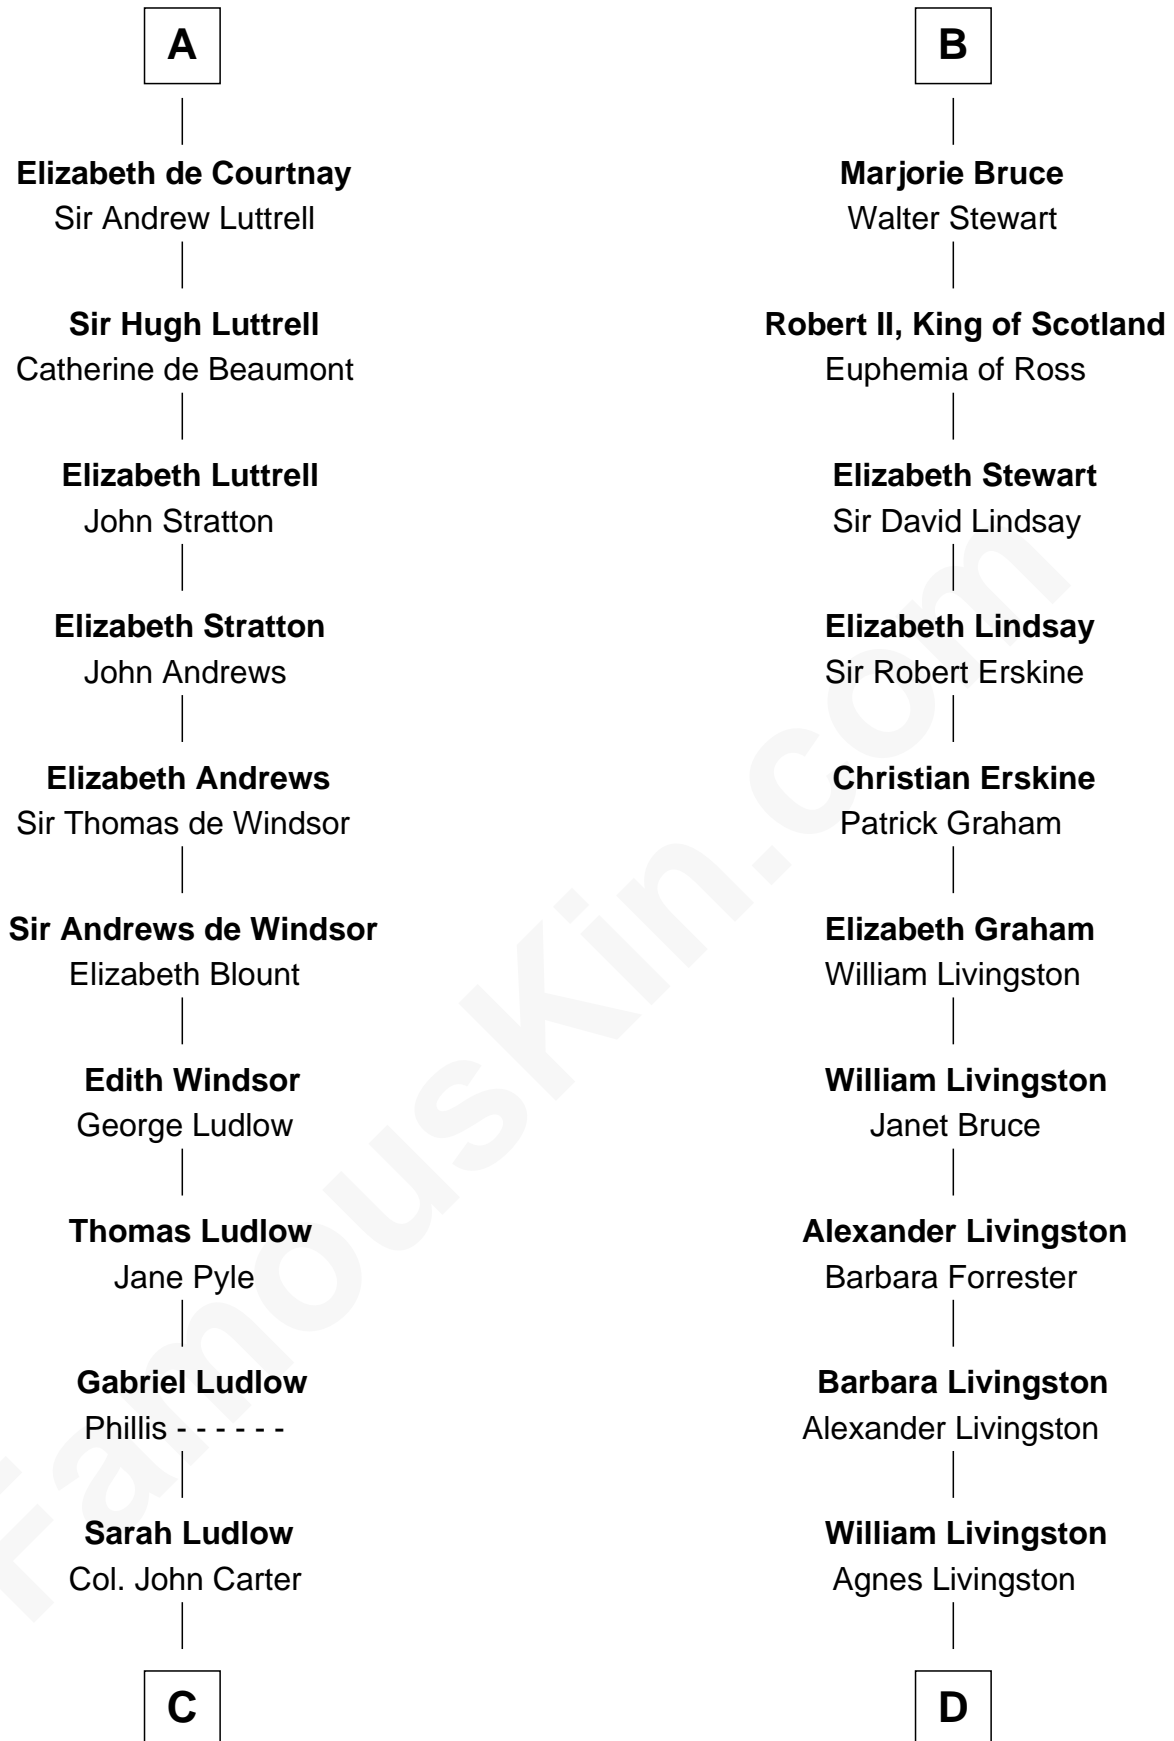 A
Elizabeth de Courtnay
Sir Andrew Luttrell
Sir Hugh Luttrell
Catherine de Beaumont
Elizabeth Luttrell
John Stratton
Elizabeth Stratton
John Andrews
Elizabeth Andrews
Sir Thomas de Windsor
Sir Andrews de Windsor
Elizabeth Blount
Edith Windsor
George Ludlow
Thomas Ludlow
Jane Pyle
Gabriel Ludlow
Phillis - - - - - -
Sarah Ludlow
Col. John Carter
C
B
Marjorie Bruce
Walter Stewart
Robert II, King of Scotland
Euphemia of Ross
Elizabeth Stewart
Sir David Lindsay
Elizabeth Lindsay
Sir Robert Erskine
Christian Erskine
Patrick Graham
Elizabeth Graham
William Livingston
William Livingston
Janet Bruce
Alexander Livingston
Barbara Forrester
Barbara Livingston
Alexander Livingston
William Livingston
Agnes Livingston
D
FamousKin.com